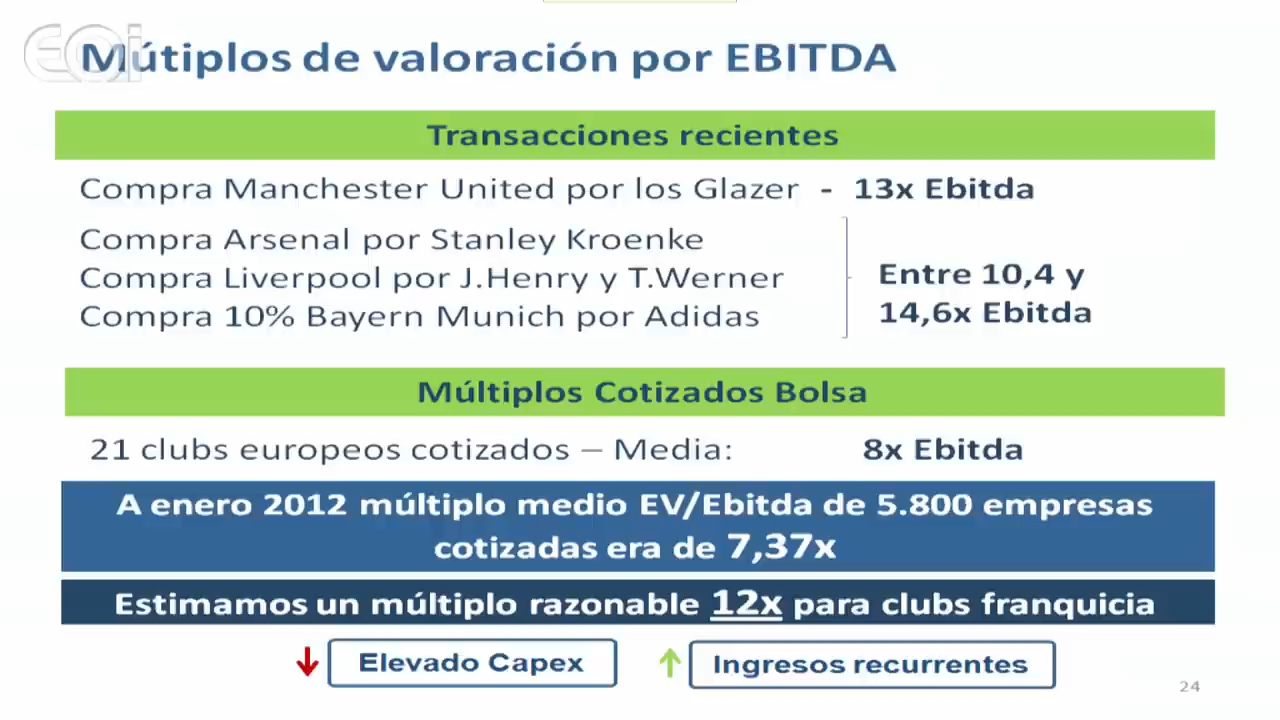 EOi
Mútiplos de valoración por EBITDA
Transacciones recientes
Compra Manchester United por los Glazer - 13x Ebitda
Compra Arsenal por Stanley Kroenke
Compra Liverpool por J.Henry y T.Werner
Compra 10% Bayern Munich por Adidas
Entre 10,4 y
14,6x Ebitda
Múltiplos Cotizados Bolsa
21 clubs europeos cotizados – Media: 8x Ebitda
A enero 2012 múltiplo medio EV/Ebitda de 5.800 empresas
cotizadas era de 7,37x
Estimamos un múltiplo razonable 12x para clubs franquicia
↓ Elevado Capex ↑ Ingresos recurrentes
24